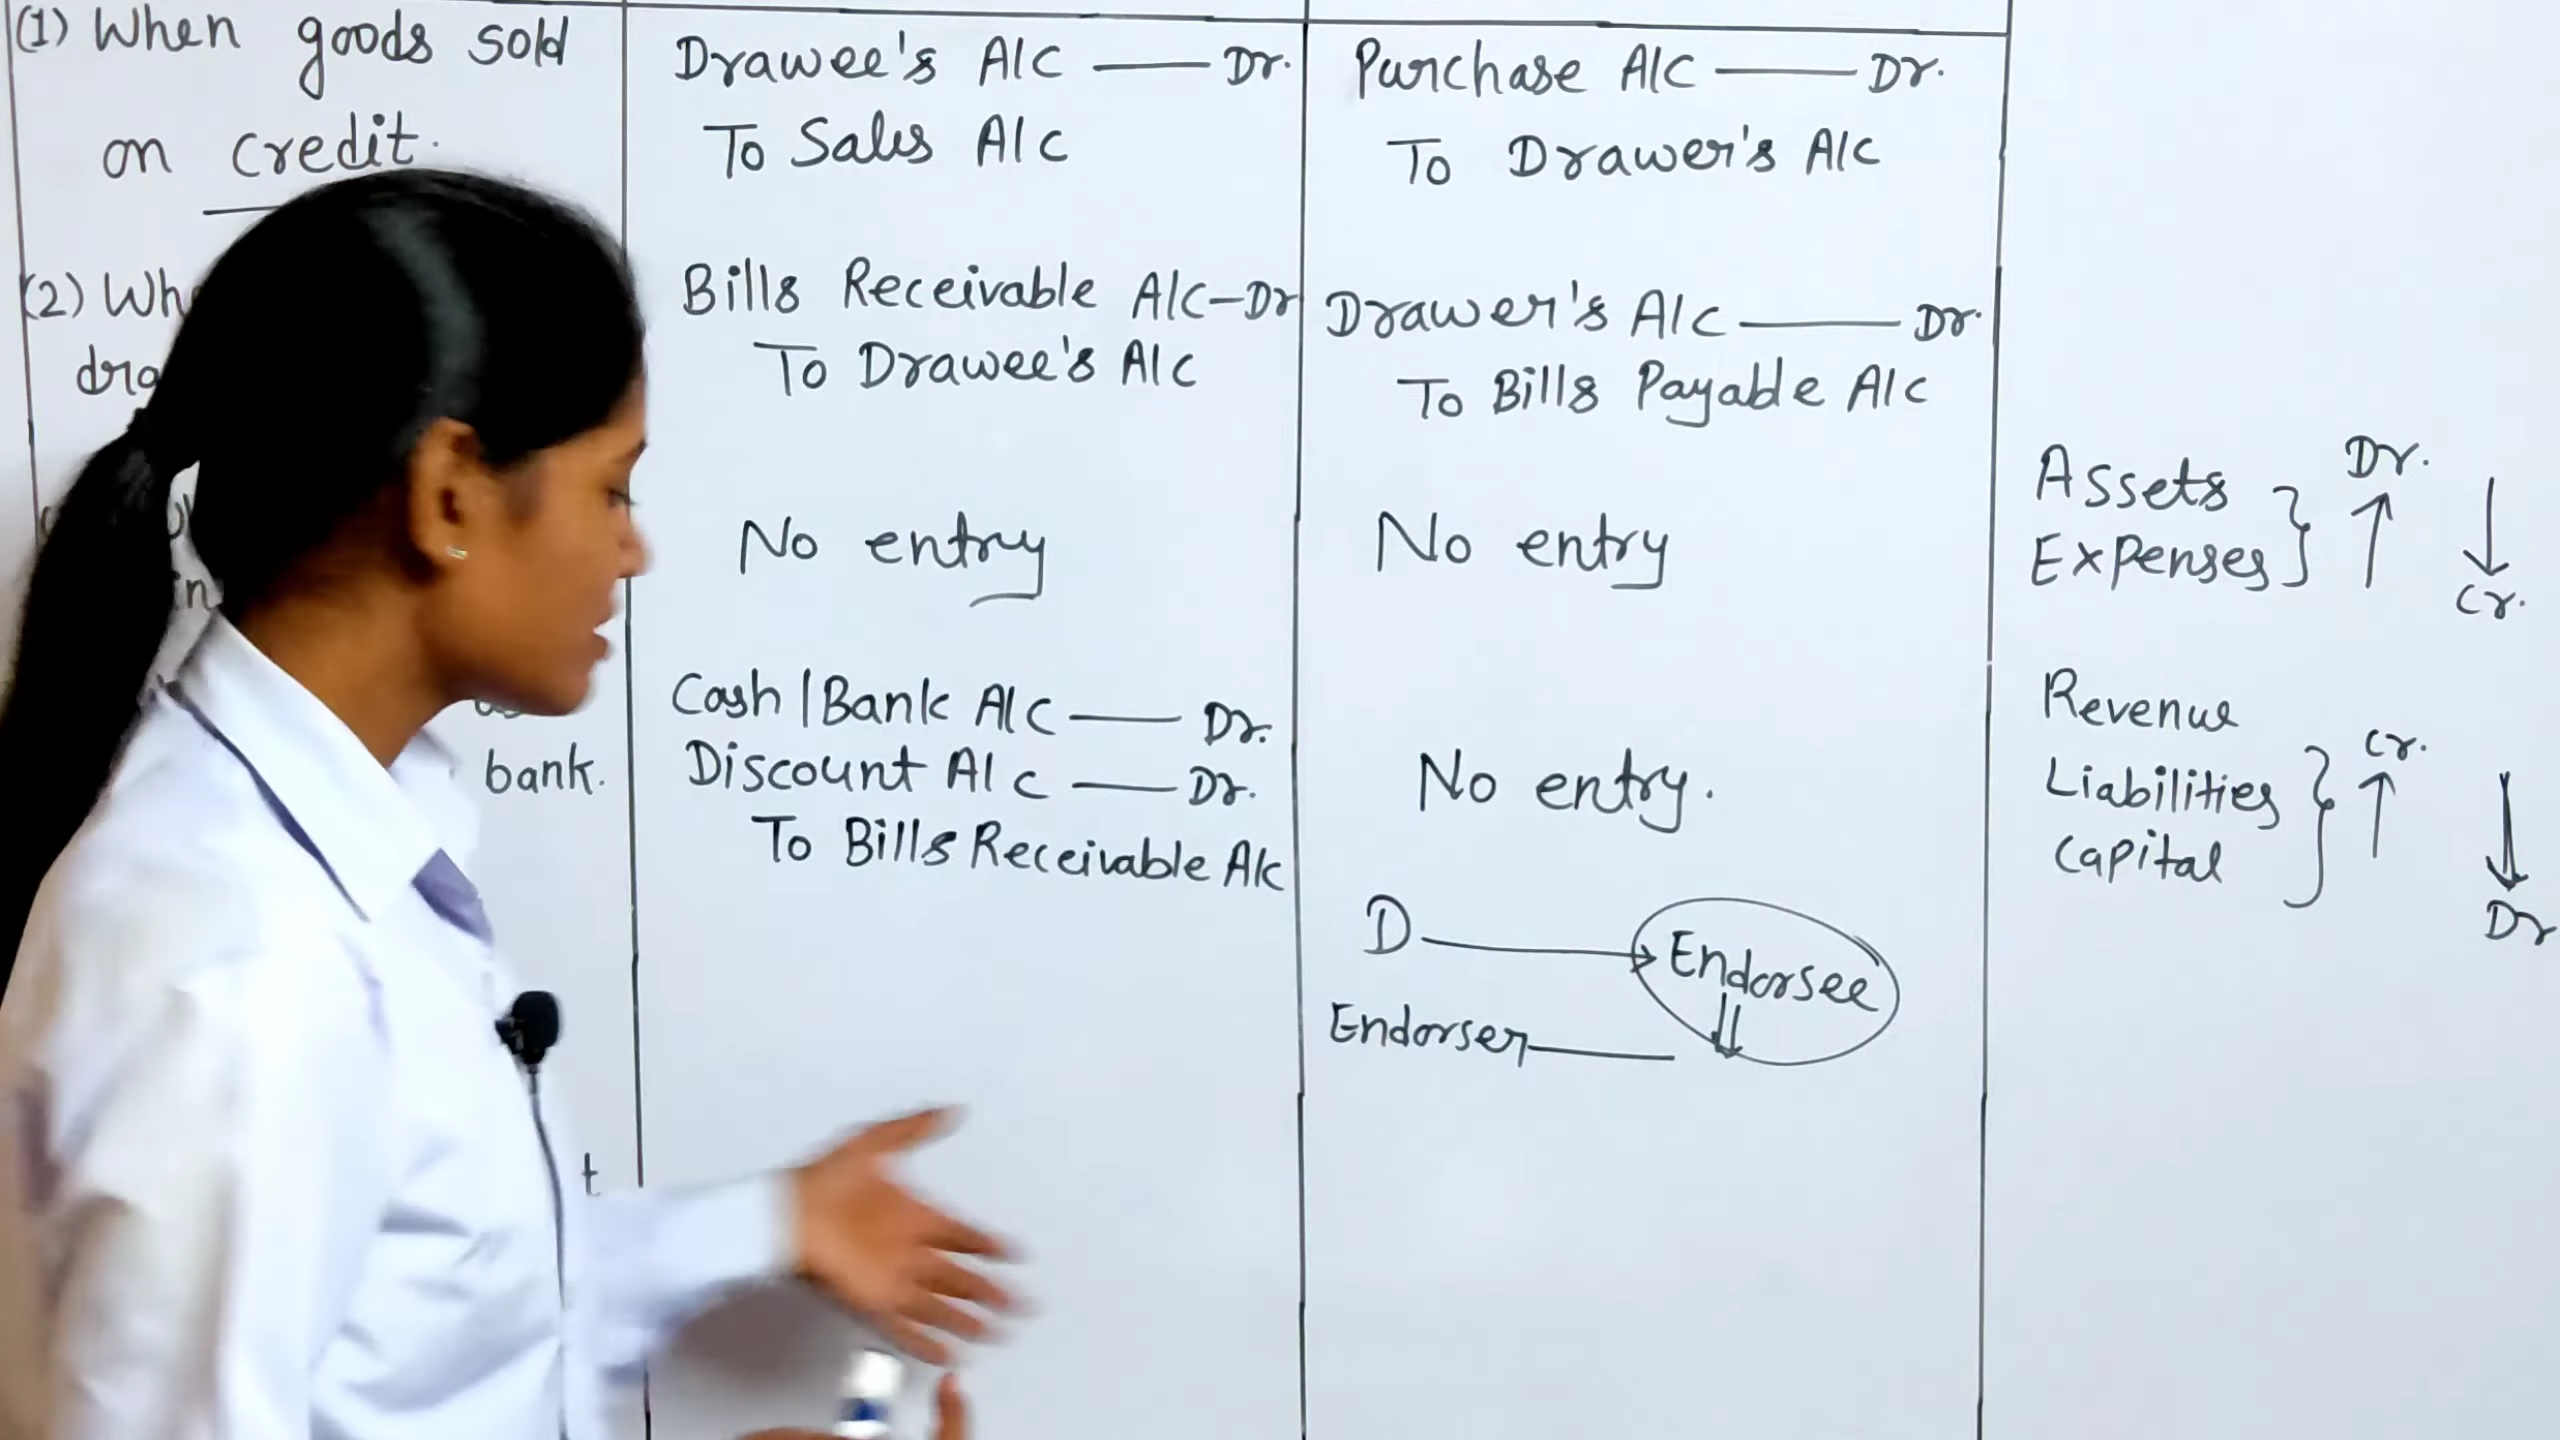 (1) When goods sold
on credit.
(2)
Drawee's A/C —— Dr.
To Sales A/c
Bills Receivable A/C – Dr
To Drawee's A/C
No entry
Cash | Bank A/C —— Dr.
Discount A/c —— Dr.
To Bills Receivable A/c
bank.
Purchase A/C —— Dr.
To Drawer's A/C
Drawer's A/c —— Dr.
To Bills Payable A/c
No entry
No entry.
D → Endorsee
Endorser
Assets
Expenses
Dr.
Cr.
Revenue
Liabilities
Capital
Cr.
Dr